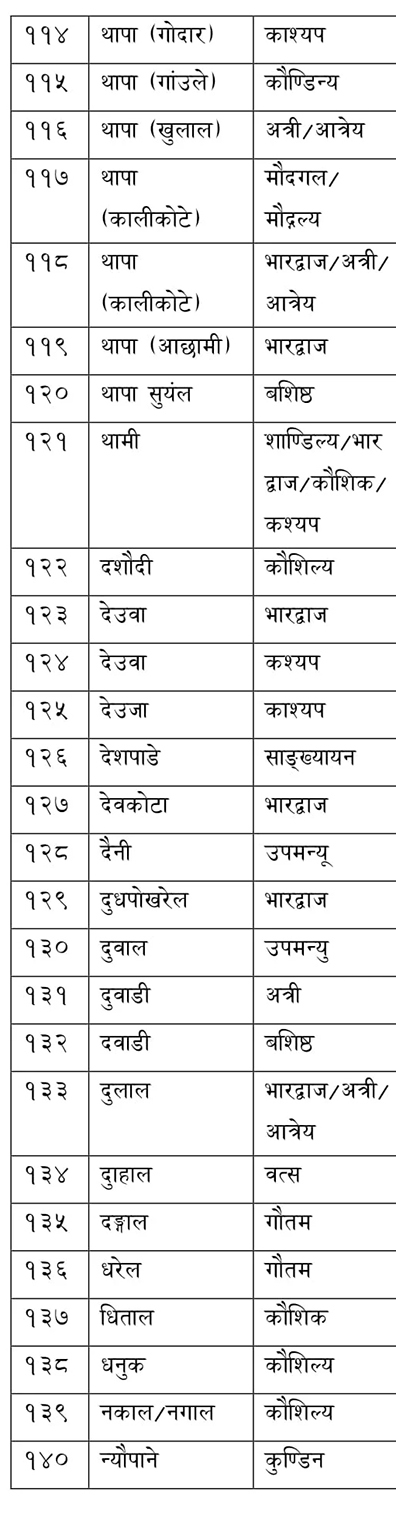 ११४ थापा (गोदार) काश्यप
११५ थापा (गांउले) कौण्डिन्य
११६ थापा (खुलाल) अत्री/आत्रेय
११७ थापा मौदगल/
(कालीकोटे) मौद्गल्य
११८ थापा भारद्वाज/अत्री/
(कालीकोटे) आत्रेय
११९ थापा (आछामी) भारद्वाज
१२० थापा सुयंल बशिष्ठ
१२१ थामी शाण्डिल्य/भार
द्वाज/कौशिक/
कश्यप
१२२ दशौदी कौशिल्य
१२३ देउवा भारद्वाज
१२४ देउवा कश्यप
१२५ देउजा काश्यप
१२६ देशपाडे साङ्ख्यायन
१२७ देवकोटा भारद्वाज
१२८ दैनी उपमन्यू
१२९ दुधपोखरेल भारद्वाज
१३० दुवाल उपमन्यु
१३१ दुवाडी अत्री
१३२ दवाडी बशिष्ठ
१३३ दुलाल भारद्वाज/अत्री/
आत्रेय
१३४ दुाहाल वत्स
१३५ दङ्गाल गौतम
१३६ धरेल गौतम
१३७ धिताल कौशिक
१३८ धनुक कौशिल्य
१३९ नकाल/नगाल कौशिल्य
१४० न्यौपाने कुण्डिन